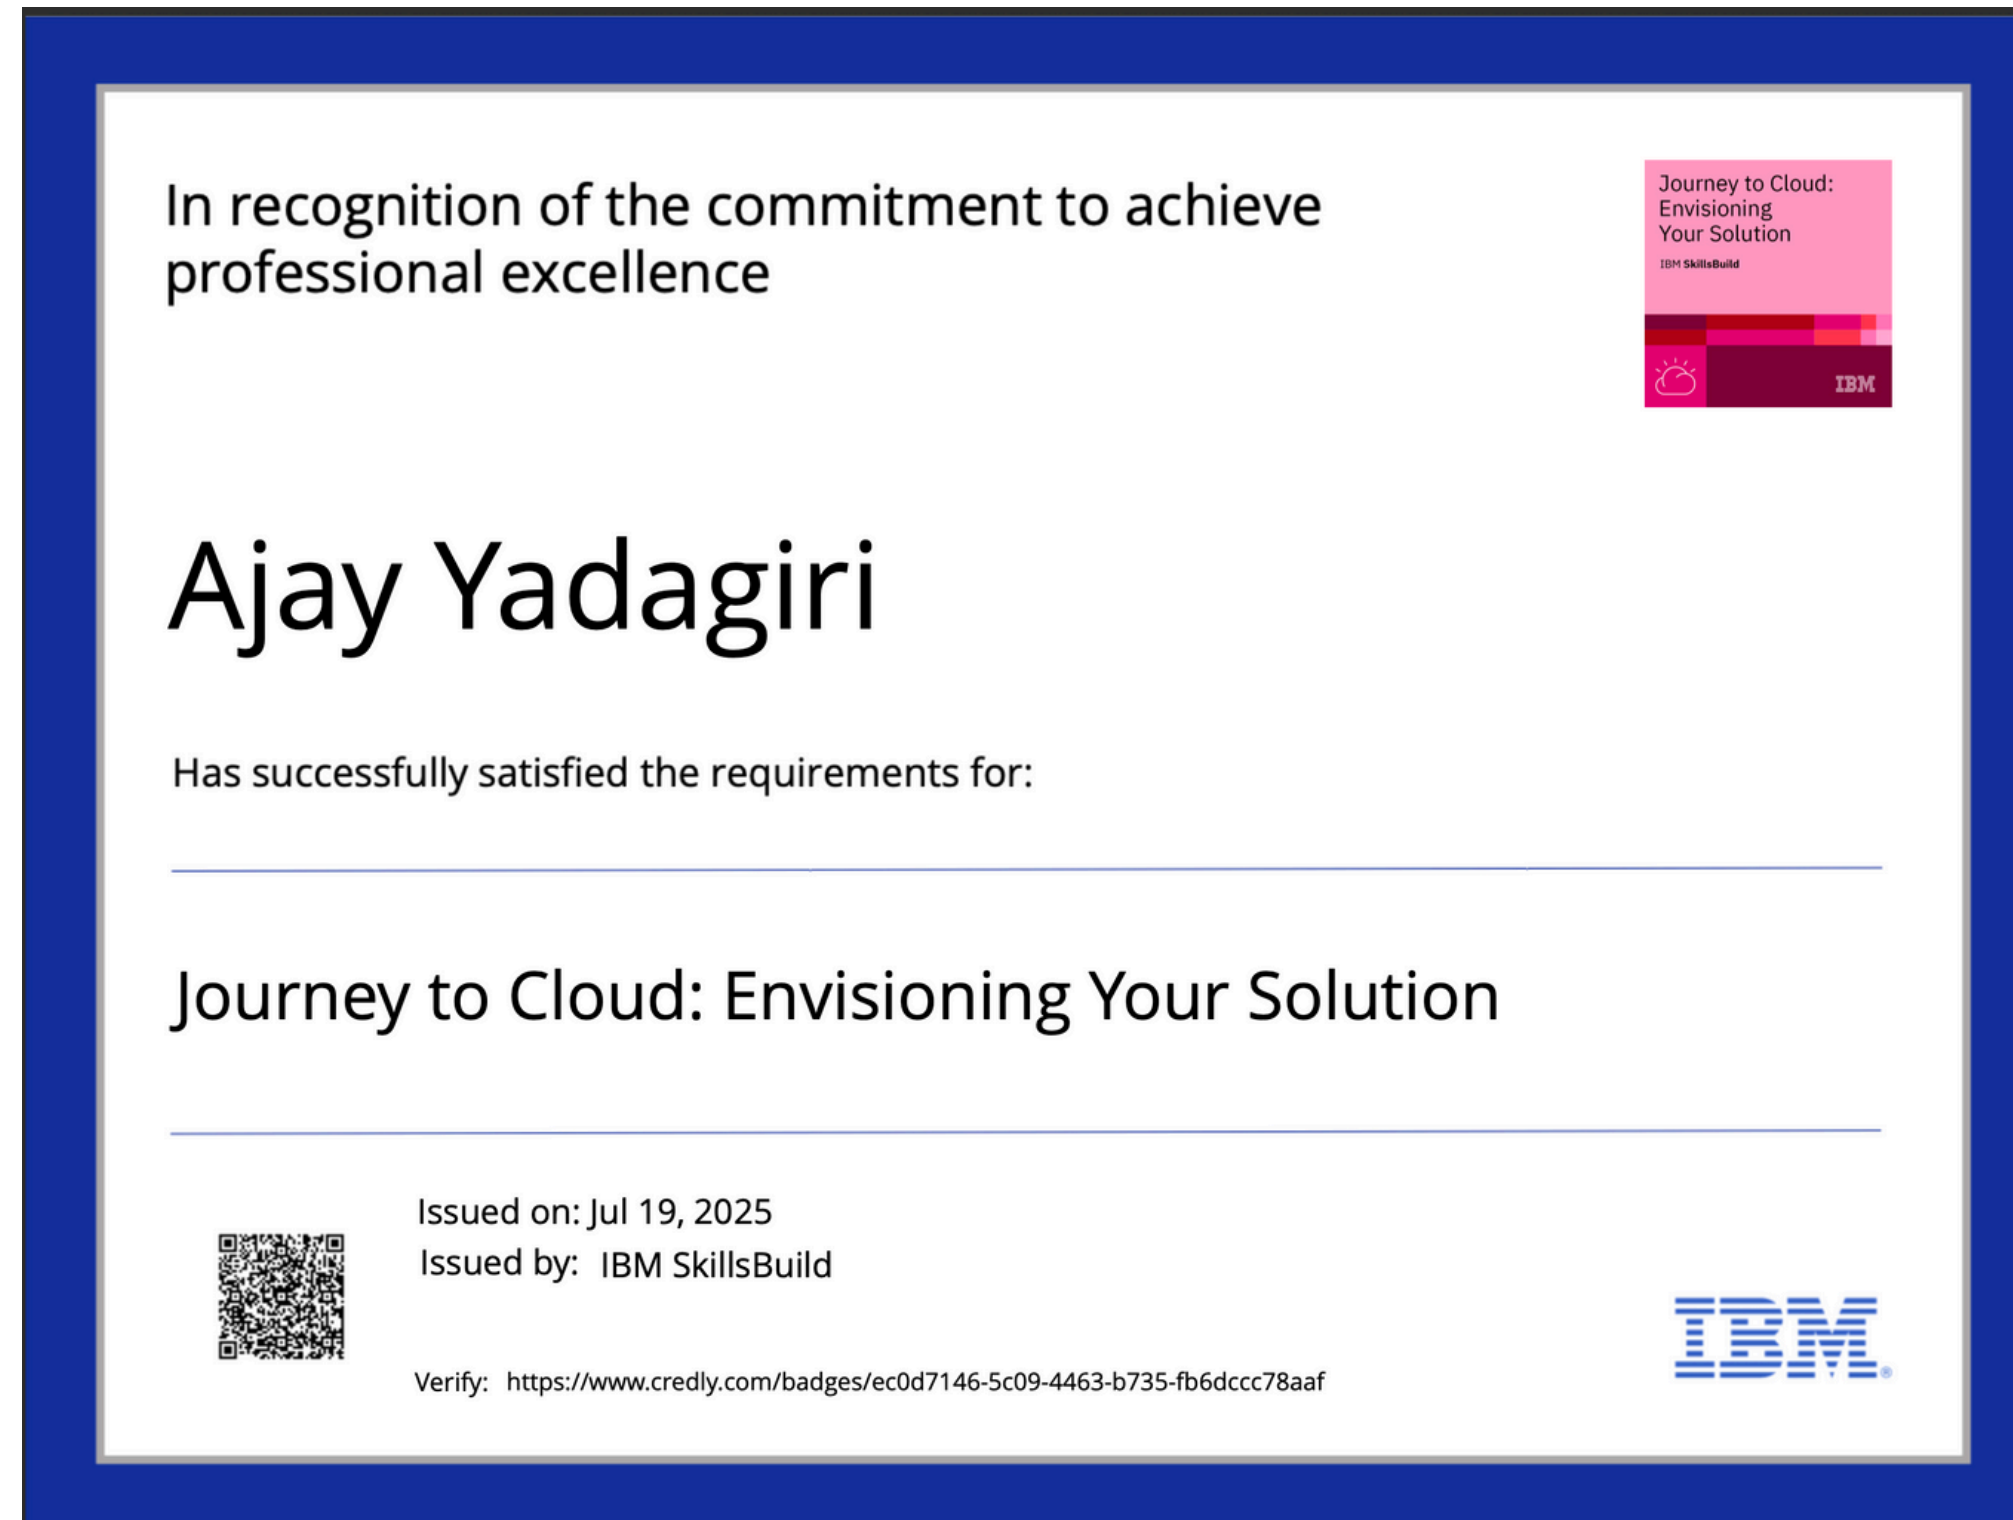 In recognition of the commitment to achieve
professional excellence
Journey to Cloud:
Envisioning
Your Solution
IBM SkillsBuild
IBM
Ajay Yadagiri
Has successfully satisfied the requirements for:
Journey to Cloud: Envisioning Your Solution
Issued on: Jul 19, 2025
Issued by: IBM SkillsBuild
Verify: https://www.credly.com/badges/ec0d7146-5c09-4463-b735-fb6dccc78aaf
IBM®